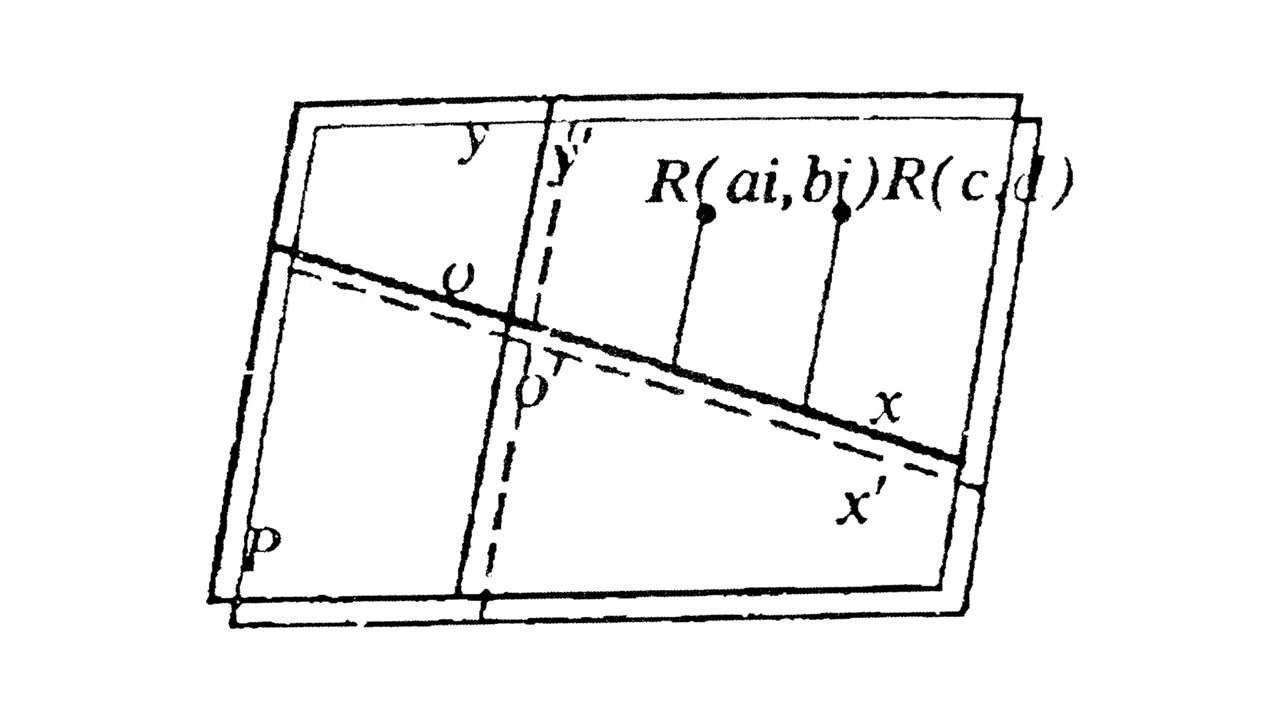 y
y'
R(ai,bi)R(c,d)
O
O'
x
x'
P